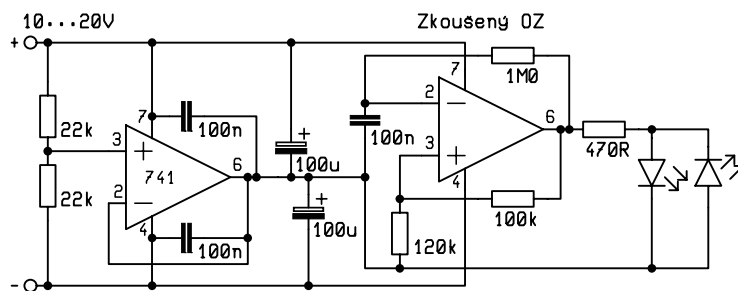 10...20V
Zkoušený OZ
+
7
1M0
7
2
−
6
22k
100n
100n
470R
3
+
100u
+
3
+
4
6
741
2
−
22k
+
100u
100k
4
100n
120k
-